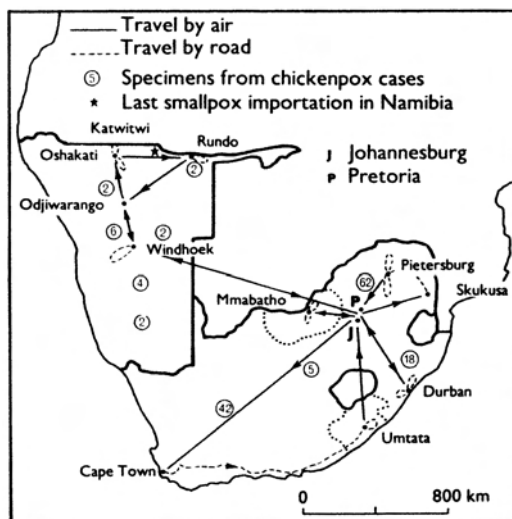 Travel by air
Travel by road
5 Specimens from chickenpox cases
★ Last smallpox importation in Namibia
Katwitwi
Rundo
Oshakati
2
J Johannesburg
P Pretoria
2
Odjiwarango
6
2
Windhoek
4
2
62
Pietersburg
Skukusa
Mmabatho
P
J
5
18
Durban
42
Umtata
Cape Town
0 800 km